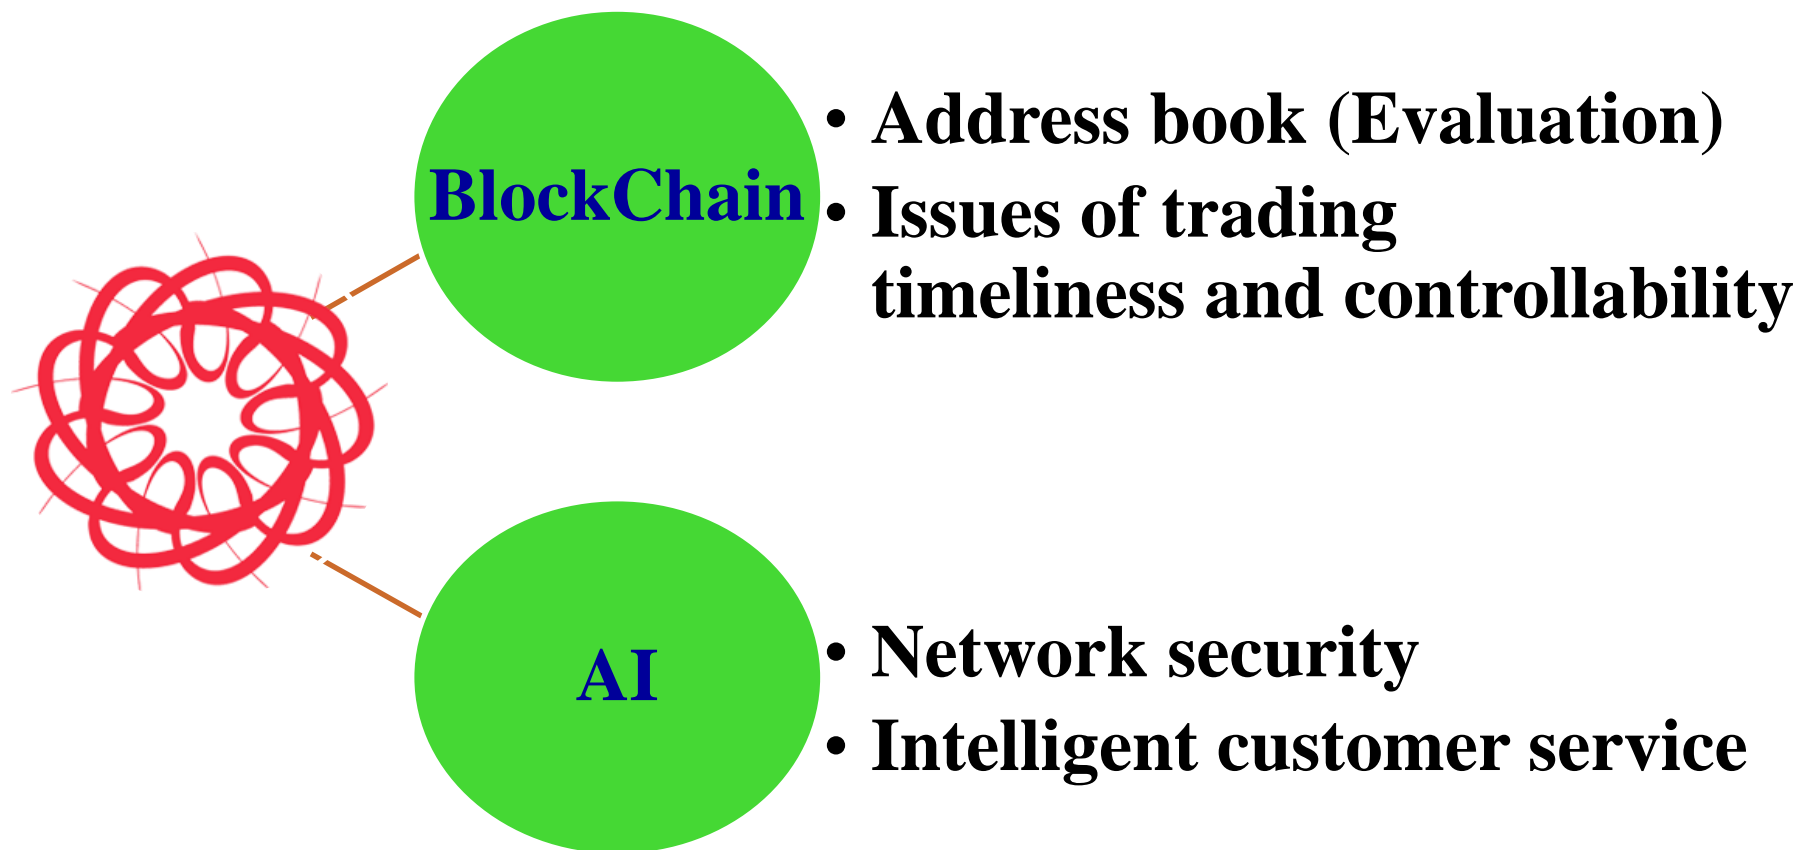 BlockChain
• Address book (Evaluation)
• Issues of trading
timeliness and controllability
AI
• Network security
• Intelligent customer service